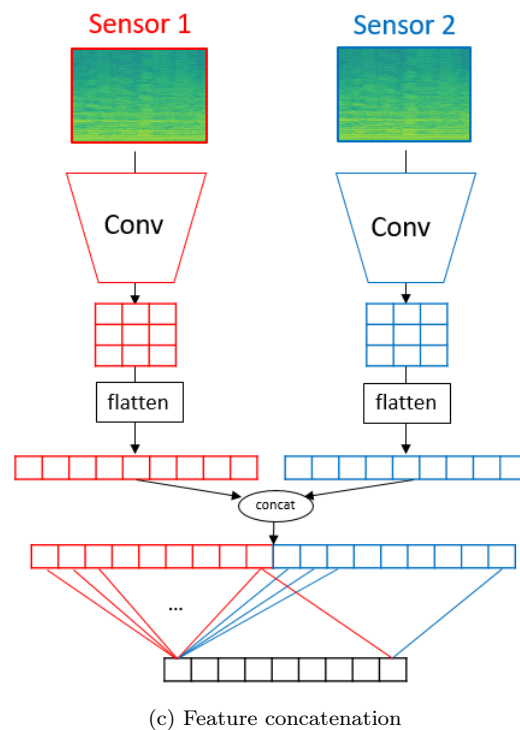 Sensor 1 Sensor 2
Conv Conv
flatten flatten
concat
...
(c) Feature concatenation